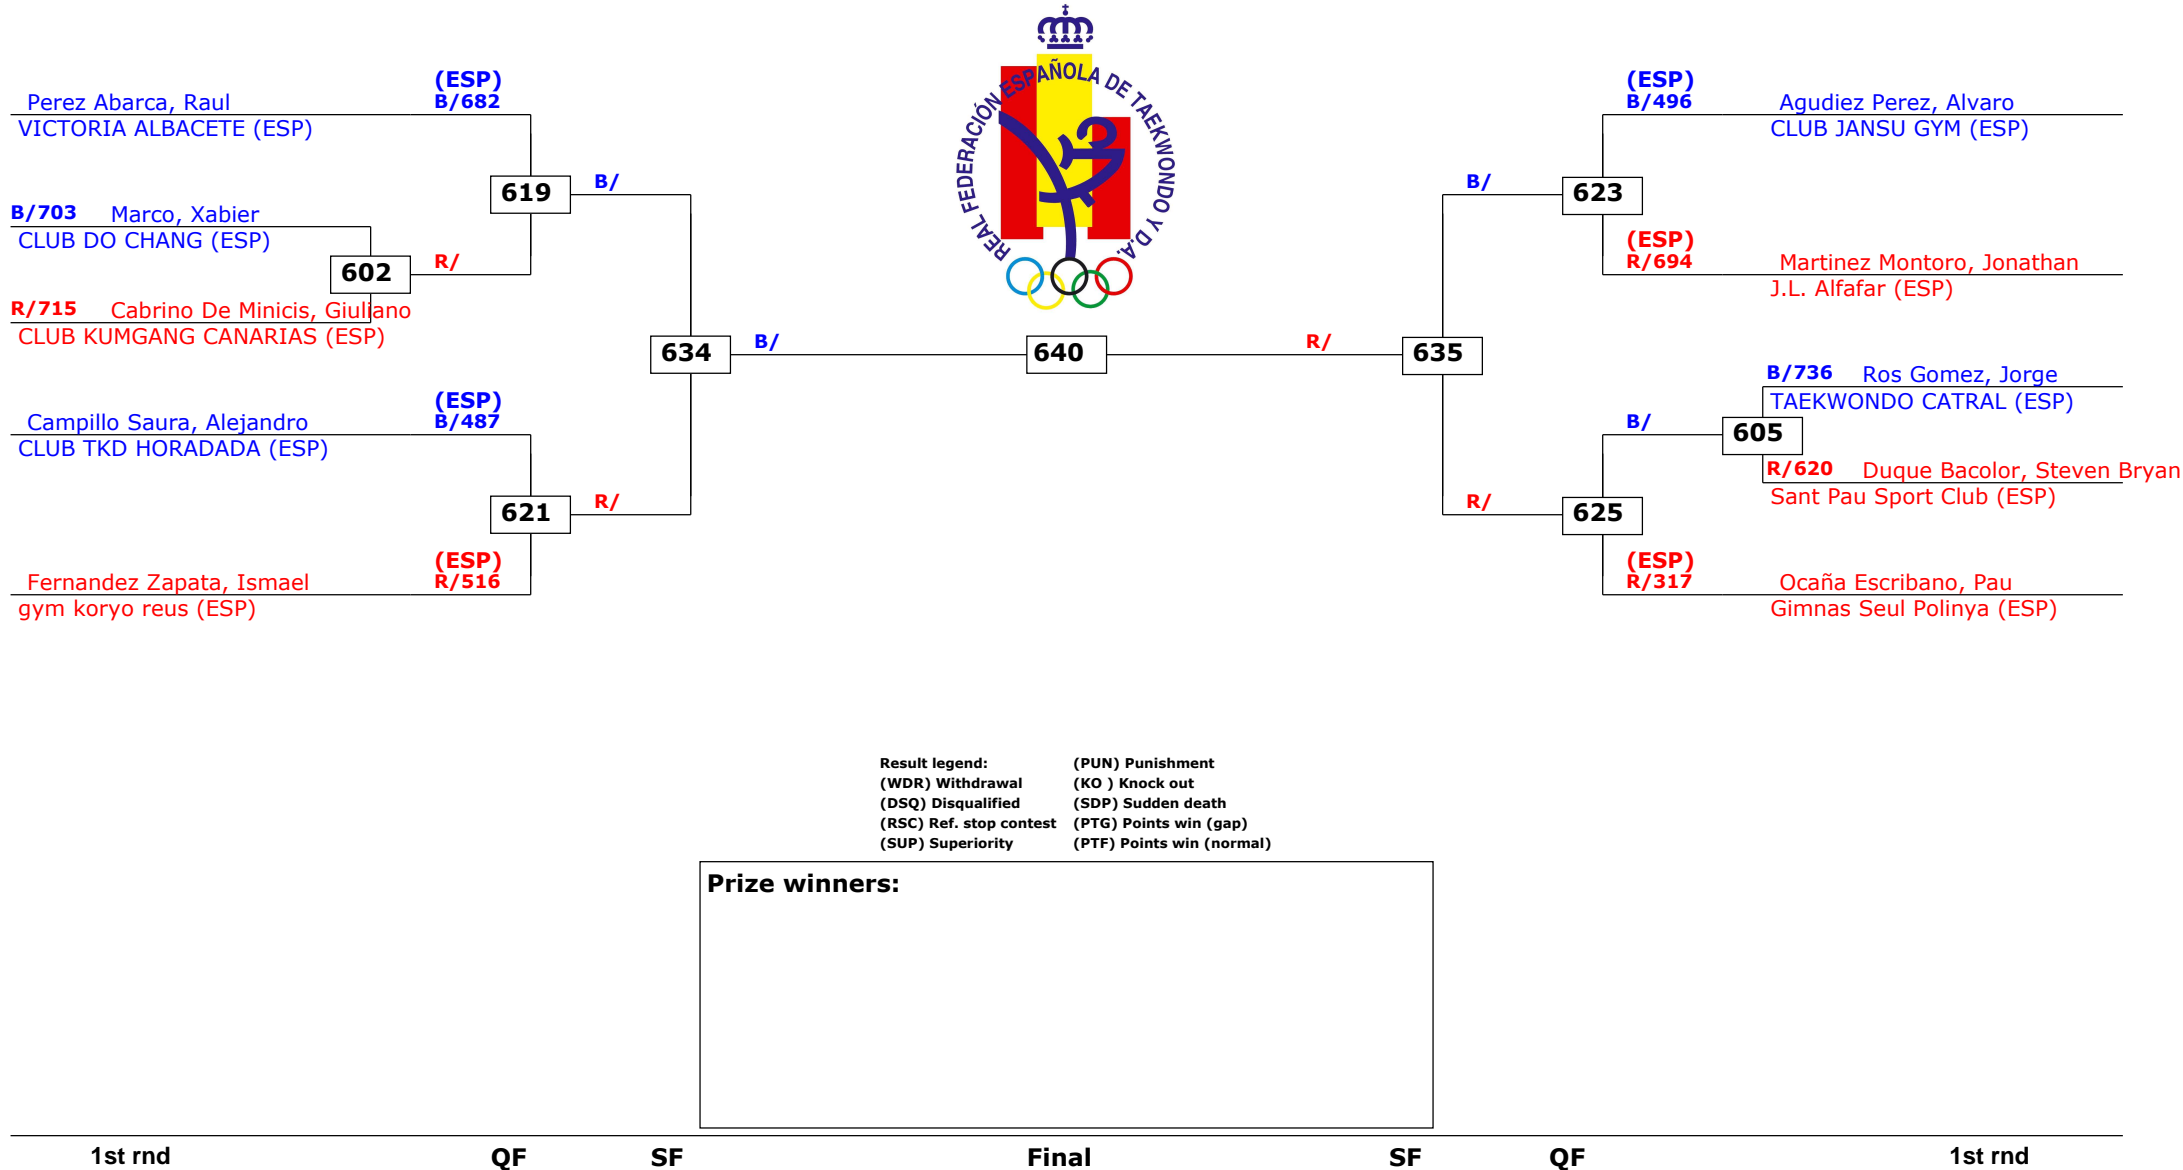 REAL FEDERACIÓN ESPAÑOLA DE TAEKWONDO Y D.A.
(ESP)
Perez Abarca, Raul B/682
VICTORIA ALBACETE (ESP)
619
B/
B/703 Marco, Xabier
CLUB DO CHANG (ESP)
602
R/
R/715 Cabrino De Minicis, Giuliano
CLUB KUMGANG CANARIAS (ESP)
634
B/
640
(ESP)
Campillo Saura, Alejandro B/487
CLUB TKD HORADADA (ESP)
621
R/
(ESP)
Fernandez Zapata, Ismael R/516
gym koryo reus (ESP)
(ESP)
B/496 Agudiez Perez, Alvaro
CLUB JANSU GYM (ESP)
B/
623
(ESP)
R/694 Martinez Montoro, Jonathan
J.L. Alfafar (ESP)
R/
635
B/736 Ros Gomez, Jorge
TAEKWONDO CATRAL (ESP)
B/
605
R/620 Duque Bacolor, Steven Bryan
Sant Pau Sport Club (ESP)
R/
625
(ESP)
R/317 Ocaña Escribano, Pau
Gimnas Seul Polinya (ESP)
Result legend: (PUN) Punishment
(WDR) Withdrawal (KO ) Knock out
(DSQ) Disqualified (SDP) Sudden death
(RSC) Ref. stop contest (PTG) Points win (gap)
(SUP) Superiority (PTF) Points win (normal)
Prize winners:
1st rnd QF SF Final SF QF 1st rnd